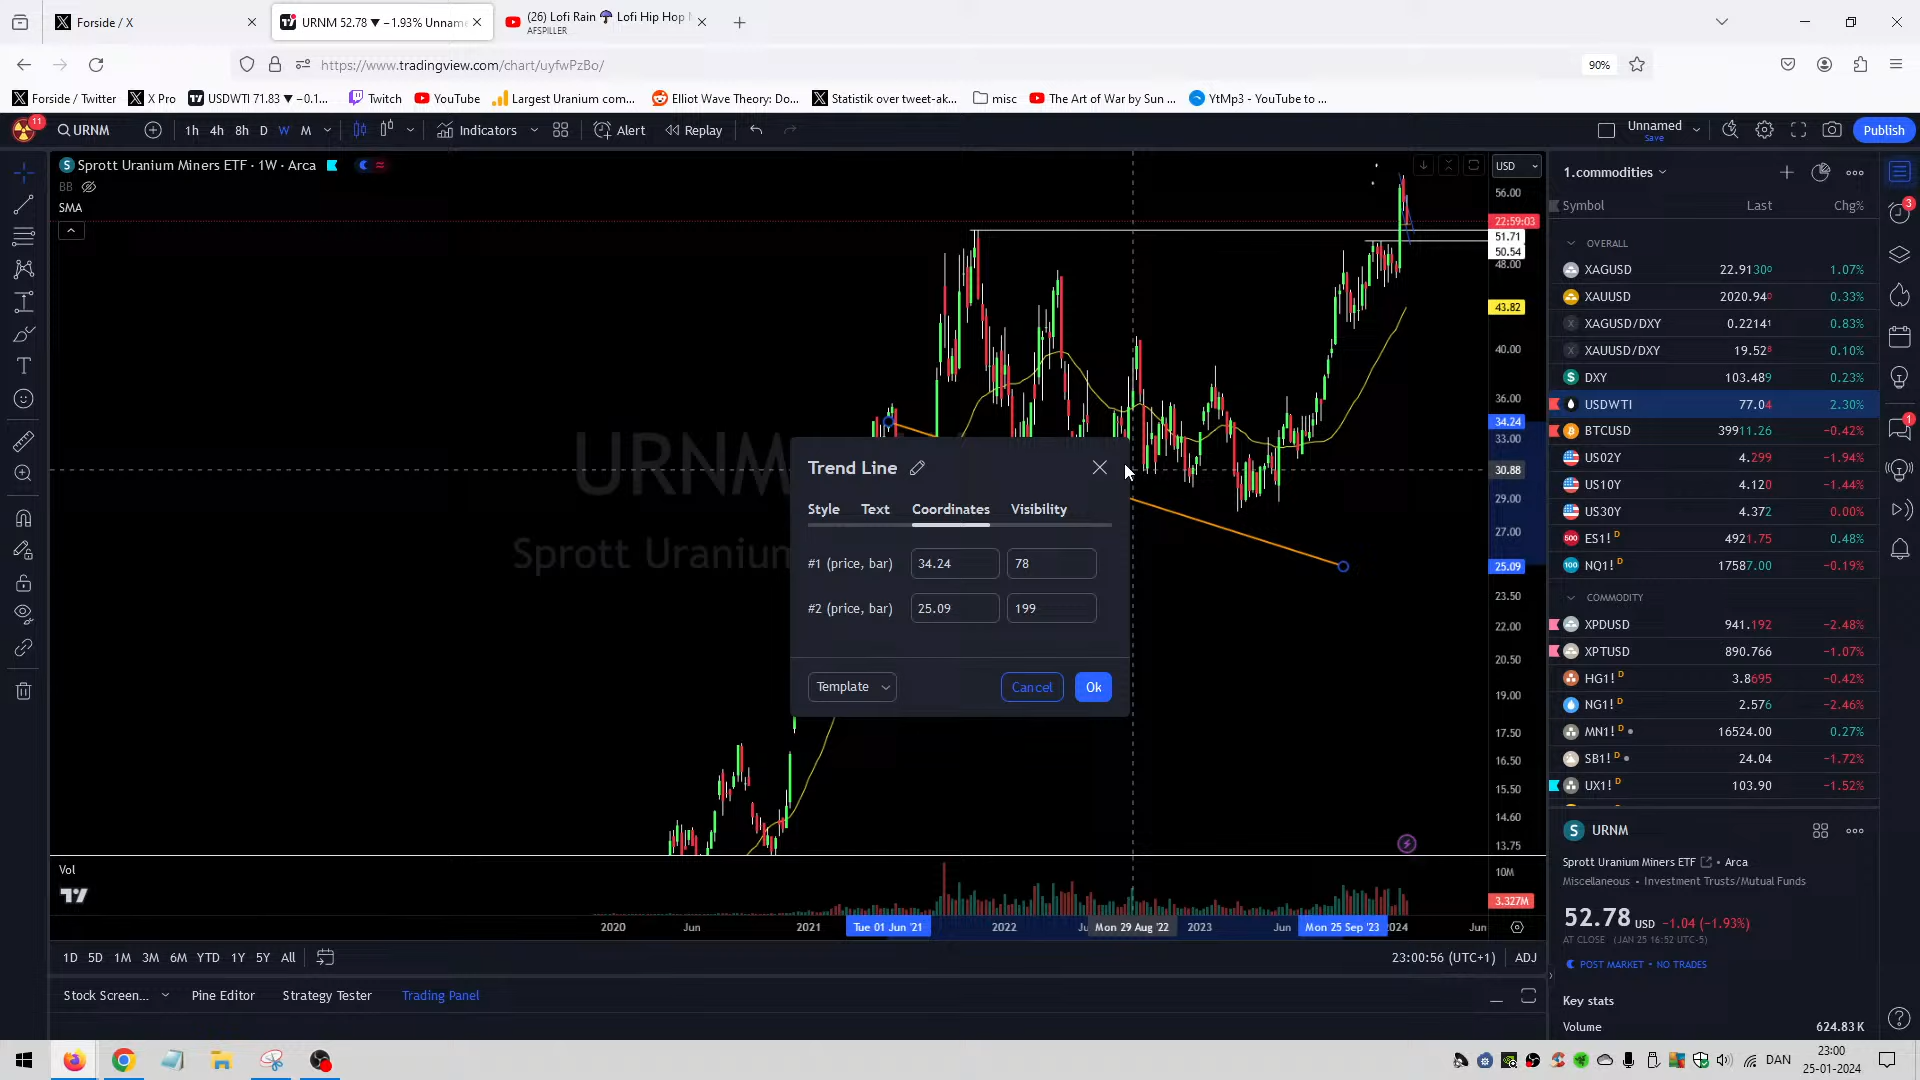 Forside / X
URNM 52.78 ▼ −1.93% Unnam
(26) Lofi Rain ☔ Lofi Hip Hop
AFSPILLER
https://www.tradingview.com/chart/uyfwPzBo/
90%
Forside / Twitter
X Pro
USDWTI 71.83 ▼ −0.1...
Twitch
YouTube
Largest Uranium com...
Elliot Wave Theory: Do...
Statistik over tweet-ak...
misc
The Art of War by Sun ...
YtMp3 - YouTube to ...
11
URNM
1h 4h 8h D W M
Indicators
Alert
Replay
Unnamed
Save
Publish
Sprott Uranium Miners ETF · 1W · Arca
BB
SMA
USD
56.00
22:59:03
51.71
50.54
48.00
43.82
40.00
36.00
34.24
33.00
30.88
29.00
27.00
25.09
23.50
22.00
20.50
19.00
17.50
16.50
15.50
14.60
13.75
URNM
Sprott Uranium
Trend Line
Style Text Coordinates Visibility
#1 (price, bar) 34.24 78
#2 (price, bar) 25.09 199
Template
Cancel
Ok
Vol
10M
3.327M
2020 Jun 2021 Tue 01 Jun '21 2022 Ju Mon 29 Aug '22 2023 Jun Mon 25 Sep '23 2024 Jun
1D 5D 1M 3M 6M YTD 1Y 5Y All
23:00:56 (UTC+1) ADJ
Stock Screen...
Pine Editor
Strategy Tester
Trading Panel
1.commodities
Symbol Last Chg%
OVERALL
XAGUSD 22.9130⁰ 1.07%
XAUUSD 2020.94⁰ 0.33%
XAGUSD/DXY 0.2214¹ 0.83%
XAUUSD/DXY 19.52⁸ 0.10%
DXY 103.489 0.23%
USDWTI 77.04 2.30%
BTCUSD 39911.26 −0.42%
US02Y 4.299 −1.94%
US10Y 4.120 −1.44%
US30Y 4.372 0.00%
ES1! D 4921.75 0.48%
NQ1! D 17587.00 −0.19%
COMMODITY
XPDUSD 941.192 −2.48%
XPTUSD 890.766 −1.07%
HG1! D 3.8695 −0.42%
NG1! D 2.576 −2.46%
MN1! D 16524.00 0.27%
SB1! D 24.04 −1.72%
UX1! D 103.90 −1.52%
S URNM
Sprott Uranium Miners ETF • Arca
Miscellaneous • Investment Trusts/Mutual Funds
52.78 USD −1.04 (−1.93%)
AT CLOSE (JAN 25 16:52 UTC-5)
POST MARKET • NO TRADES
Key stats
Volume 624.83 K
3
1
DAN
23:00
25-01-2024